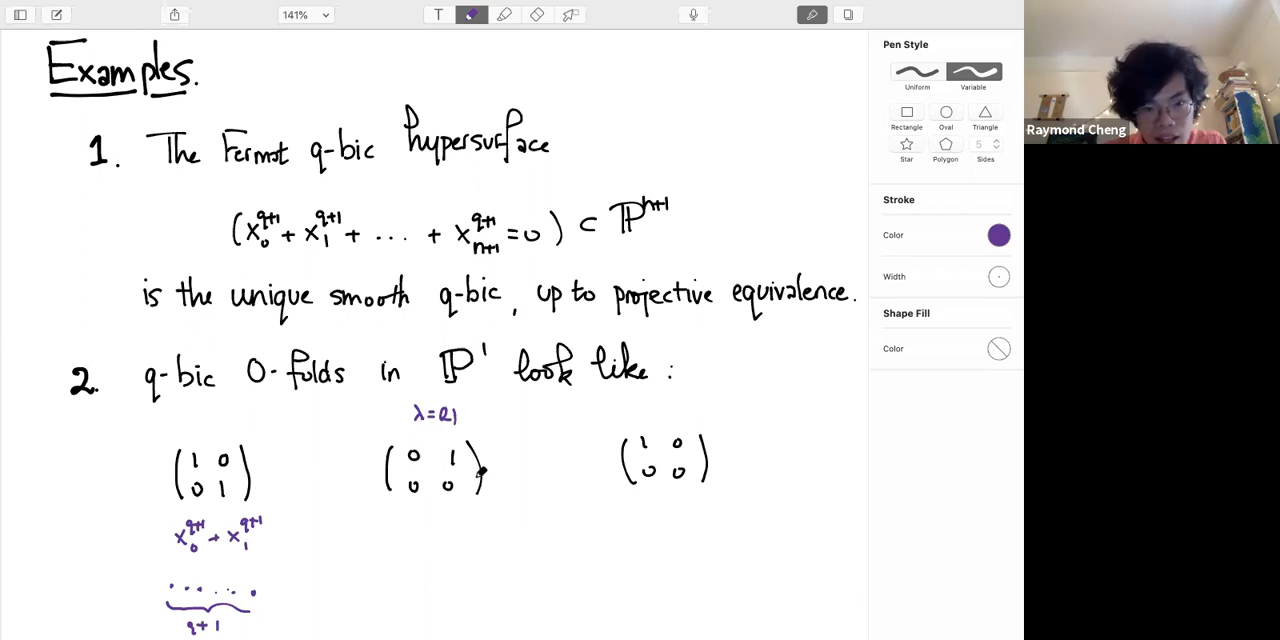 141%
T
Examples.
1. The Fermat q-bic hypersurface
(x₀^{q+1} + x₁^{q+1} + ... + x_{n+1}^{q+1} = 0) ⊂ ℙ^{n+1}
is the unique smooth q-bic, up to projective equivalence.
2. q-bic 0-folds in ℙ¹ look like:
(1 0
0 1)
x₀^{q+1} + x₁^{q+1}
......
q+1
(0 1
0 0)
(1 0
0 0)
Pen Style
Uniform Variable
Rectangle Oval Triangle
Star Polygon 5 Sides
Stroke
Color
Width
Shape Fill
Color
Raymond Cheng